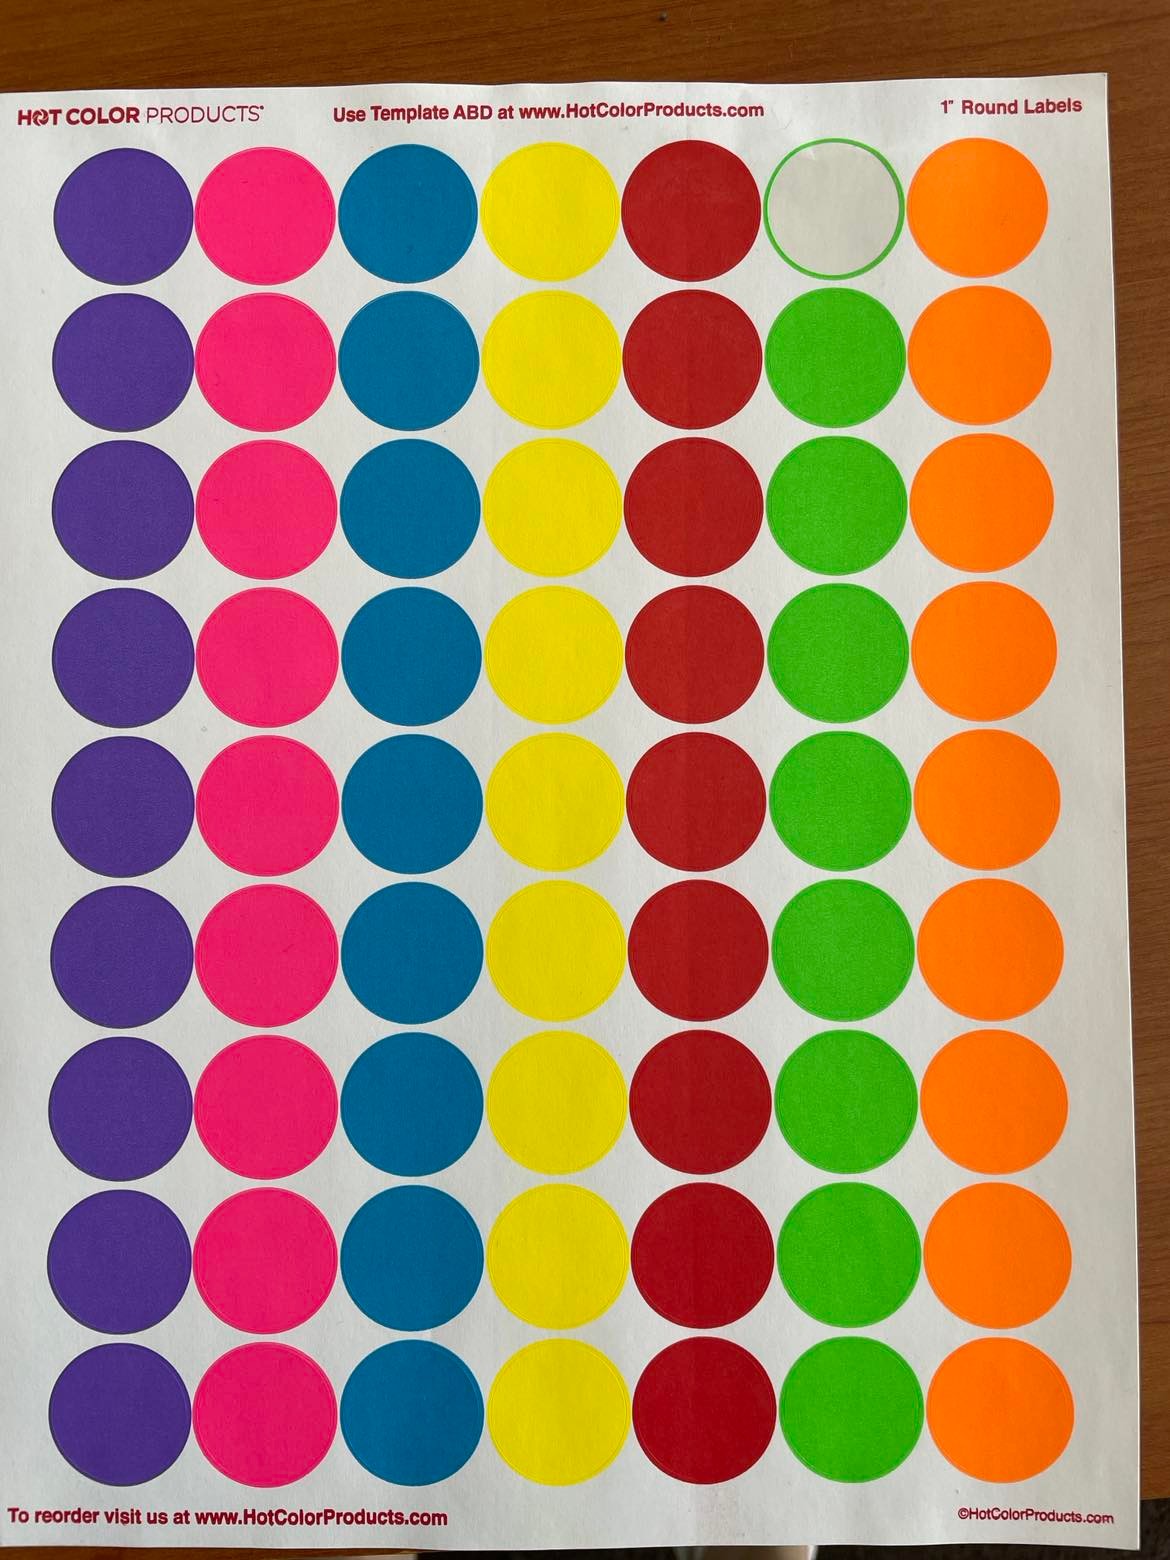 HOT COLOR PRODUCTS® Use Template ABD at www.HotColorProducts.com 1" Round Labels
To reorder visit us at www.HotColorProducts.com ©HotColorProducts.com